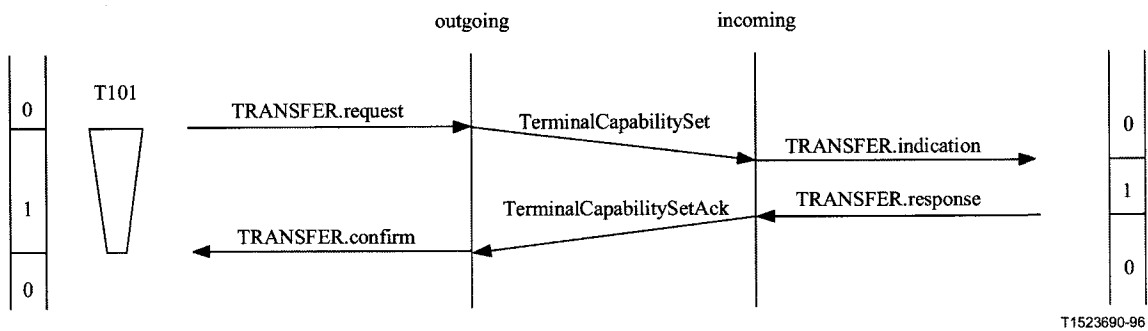 outgoing
incoming
T101
0
TRANSFER.request
TerminalCapabilitySet
0
TRANSFER.indication
1
TerminalCapabilitySetAck
TRANSFER.response
1
TRANSFER.confirm
0
0
T1523690-96